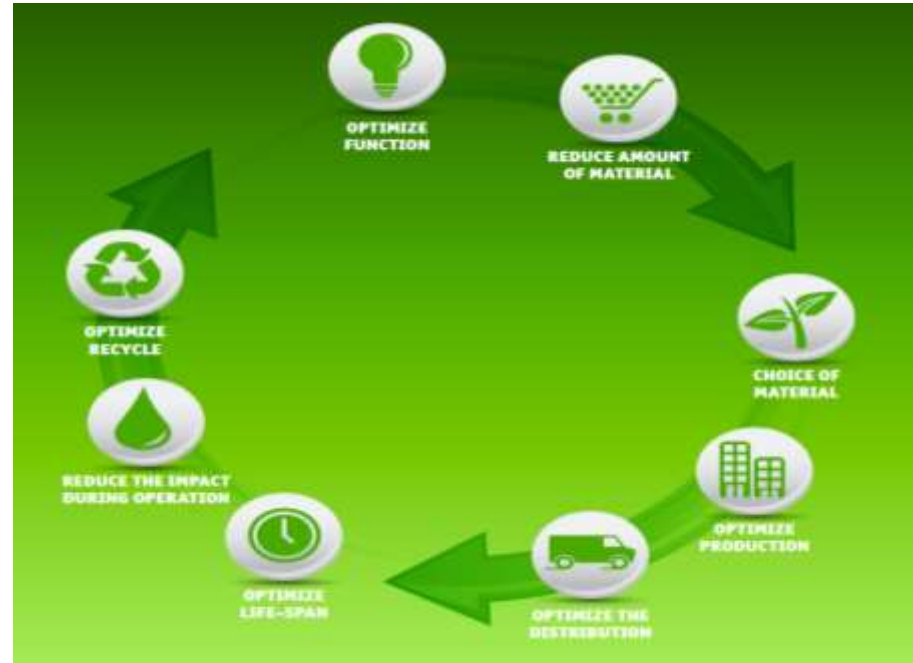 OPTIMIZE
FUNCTION
REDUCE AMOUNT
OF MATERIAL
CHOICE OF
MATERIAL
OPTIMIZE
PRODUCTION
OPTIMIZE THE
DISTRIBUTION
OPTIMIZE
LIFE-SPAN
REDUCE THE IMPACT
DURING OPERATION
OPTIMIZE
RECYCLE